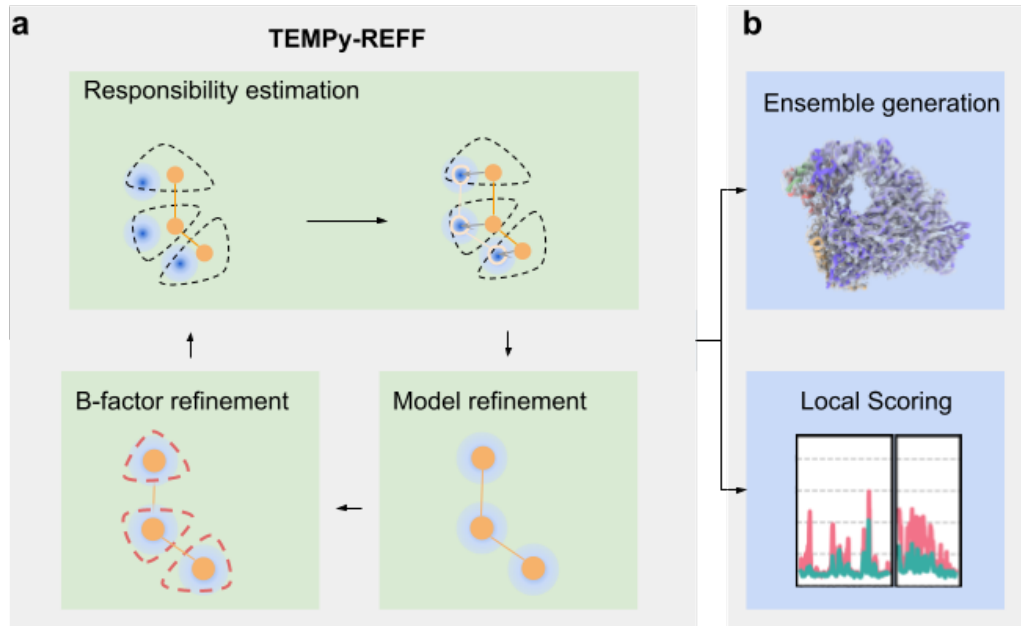 a
TEMPy-REFF
Responsibility estimation
B-factor refinement
Model refinement
b
Ensemble generation
Local Scoring